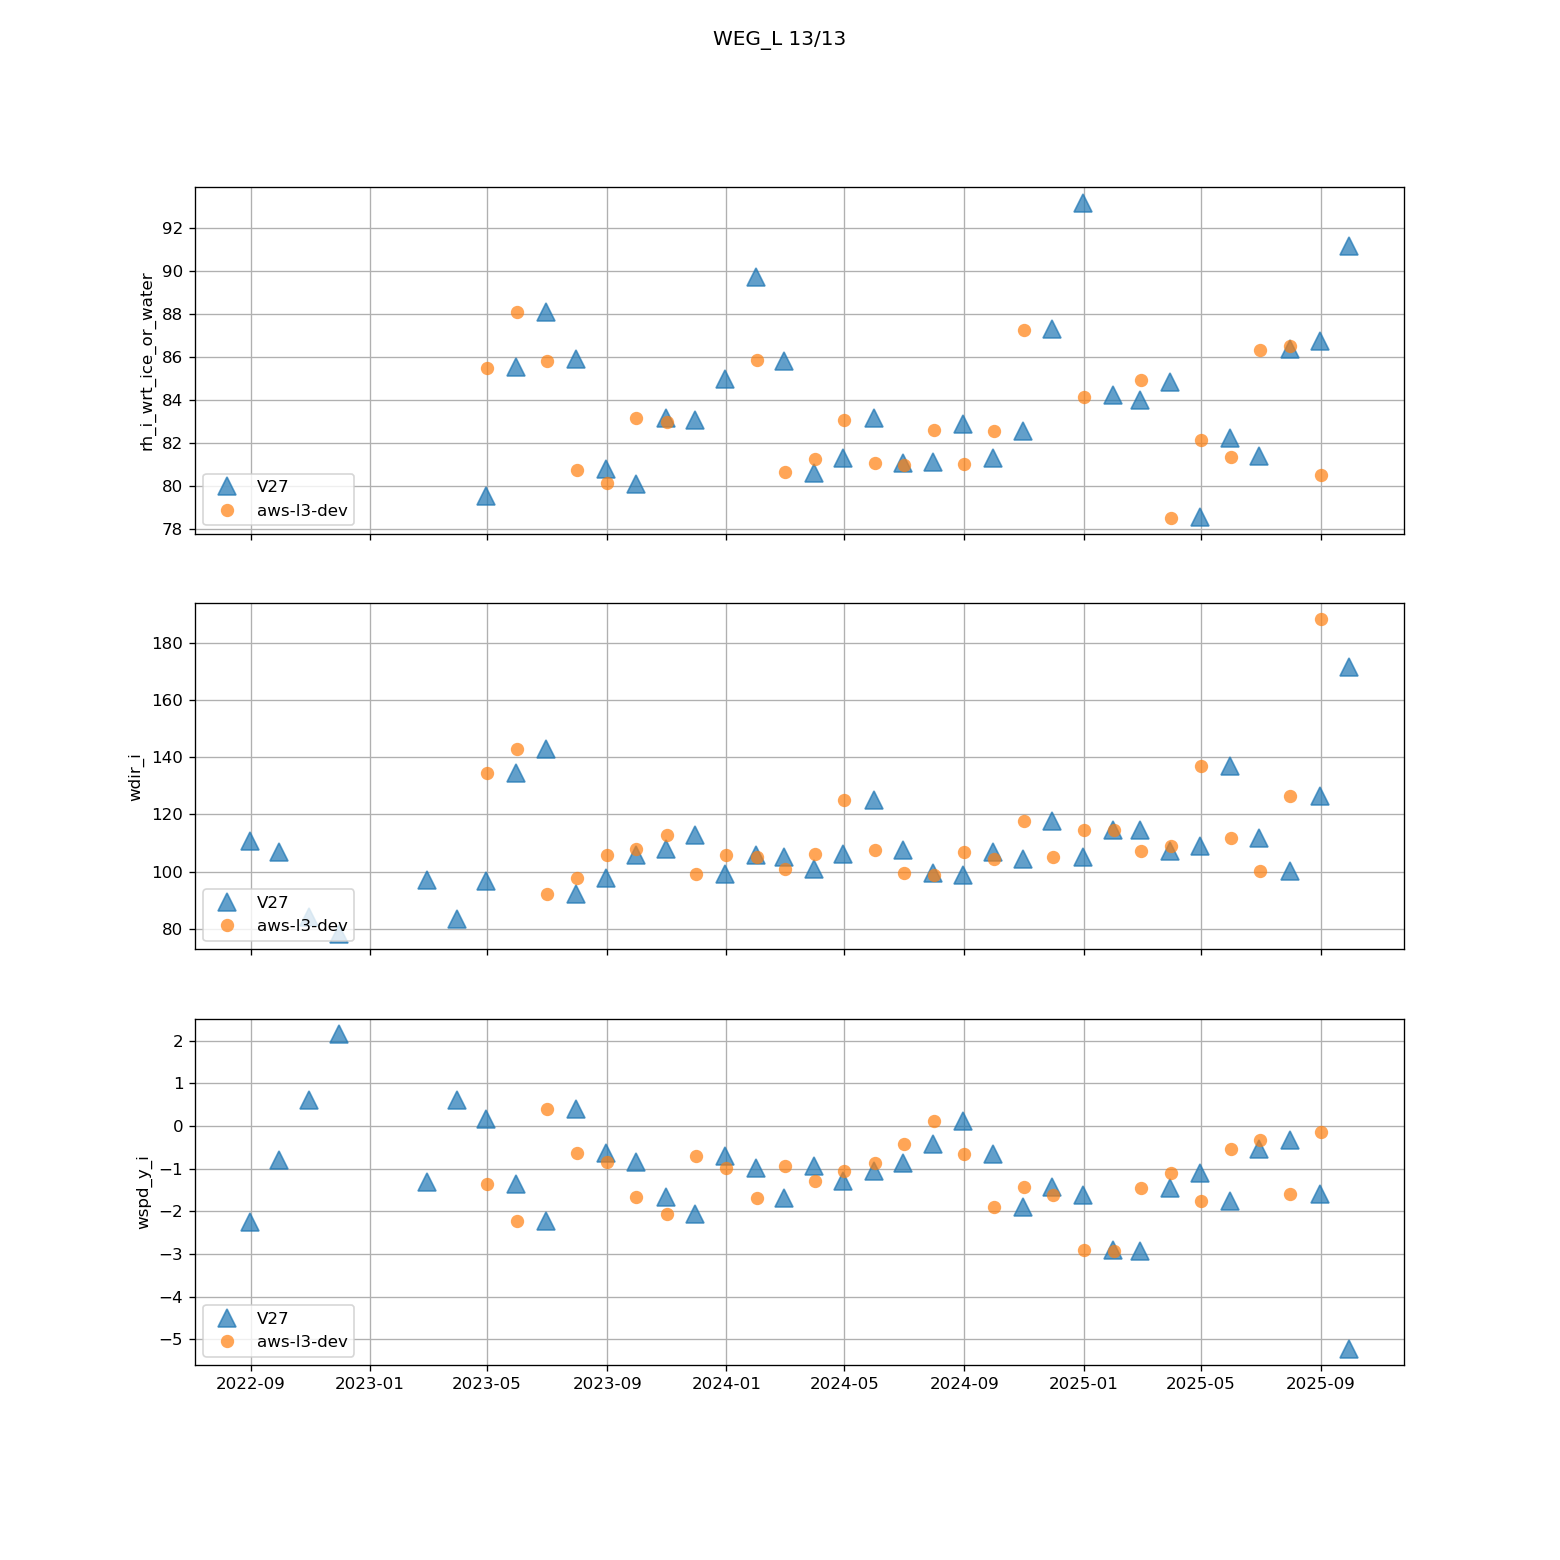 WEG_L 13/13
92
90
88
86
84
82
80
78
rh_i_wrt_ice_or_water
V27
aws-l3-dev
180
160
140
120
100
80
wdir_i
V27
aws-l3-dev
2
1
0
−1
−2
−3
−4
−5
wspd_y_i
V27
aws-l3-dev
2022-09 2023-01 2023-05 2023-09 2024-01 2024-05 2024-09 2025-01 2025-05 2025-09